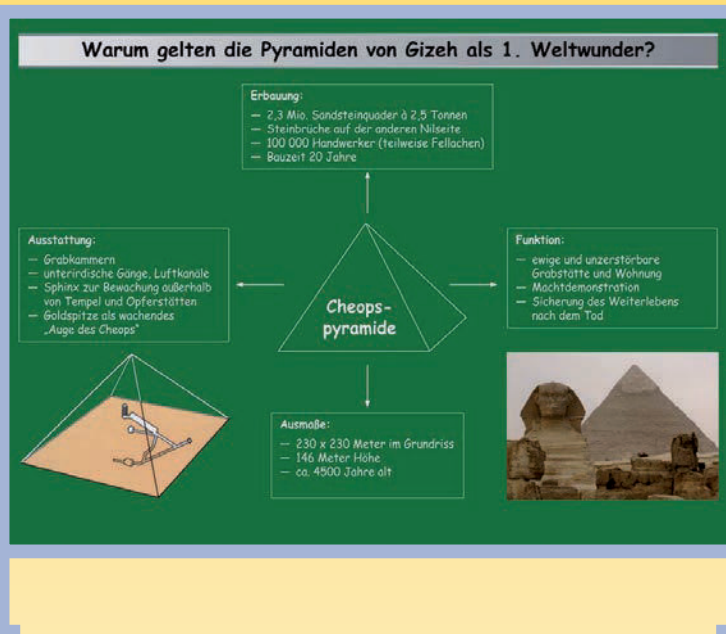 Warum gelten die Pyramiden von Gizeh als 1. Weltwunder?
Erbauung:
— 2,3 Mio. Sandsteinquader à 2,5 Tonnen
— Steinbrüche auf der anderen Nilseite
— 100 000 Handwerker (teilweise Fellachen)
— Bauzeit 20 Jahre
Ausstattung:
— Grabkammern
— unterirdische Gänge, Luftkanäle
— Sphinx zur Bewachung außerhalb
von Tempel und Opferstätten
— Goldspitze als wachendes
„Auge des Cheops“
Cheops-
pyramide
Funktion:
— ewige und unzerstörbare
Grabstätte und Wohnung
— Machtdemonstration
— Sicherung des Weiterlebens
nach dem Tod
Ausmaße:
— 230 x 230 Meter im Grundriss
— 146 Meter Höhe
— ca. 4500 Jahre alt